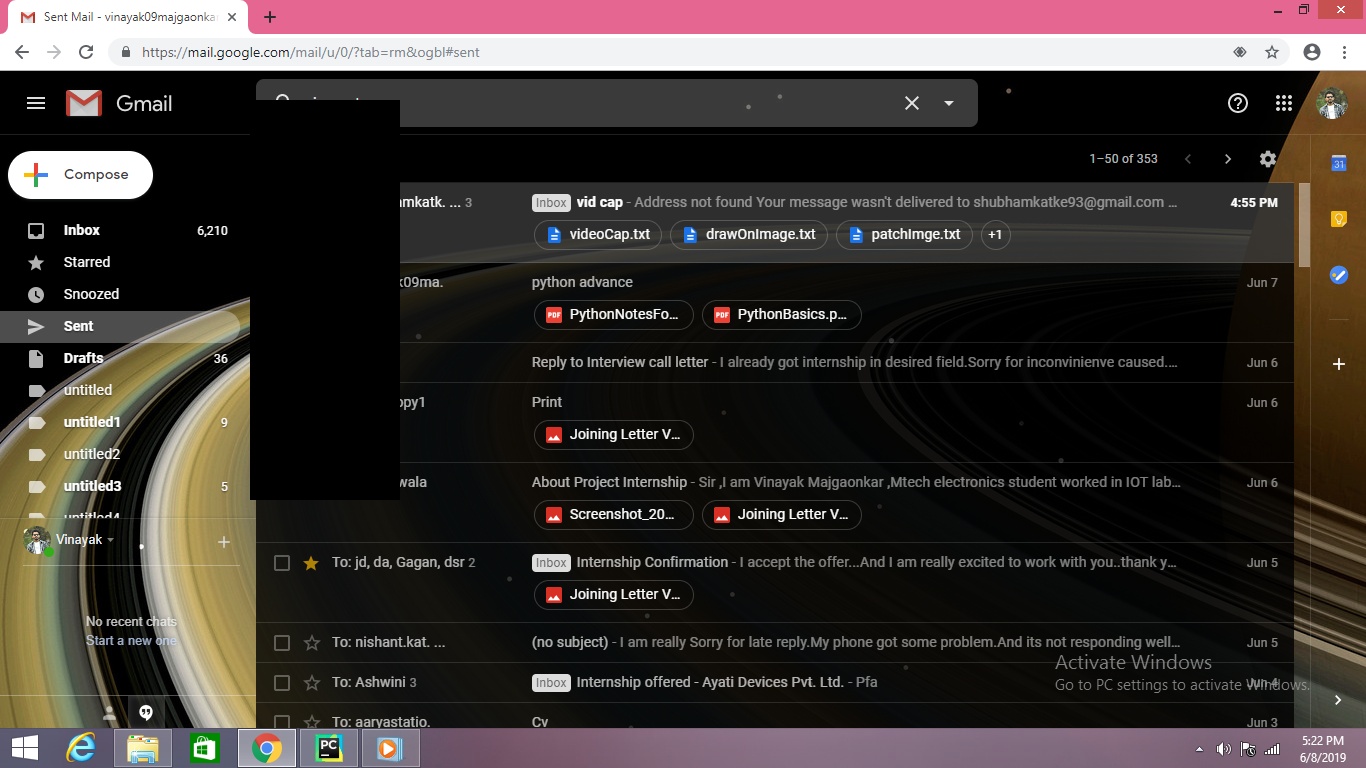 Sent Mail - vinayak09majgaonka
https://mail.google.com/mail/u/0/?tab=rm&ogbl#sent
Gmail
Compose
1–50 of 353
Inbox 6,210
Starred
Snoozed
Sent
Drafts 36
untitled
untitled1 9
untitled2
untitled3 5
untitled4
Vinayak
No recent chats
Start a new one
amkatk. ... 3 Inbox vid cap - Address not found Your message wasn't delivered to shubhamkatke93@gmail.com ... 4:55 PM
videoCap.txt drawOnImage.txt patchImge.txt +1
k09ma. python advance Jun 7
PDF PythonNotesFo... PDF PythonBasics.p...
Reply to Interview call letter - I already got internship in desired field.Sorry for inconvinienve caused.... Jun 6
opy1 Print Jun 6
Joining Letter V...
wala About Project Internship - Sir ,I am Vinayak Majgaonkar ,Mtech electronics student worked in IOT lab... Jun 6
Screenshot_20... Joining Letter V...
To: jd, da, Gagan, dsr 2 Inbox Internship Confirmation - I accept the offer...And I am really excited to work with you..thank y... Jun 5
Joining Letter V...
To: nishant.kat. ... (no subject) - I am really Sorry for late reply.My phone got some problem.And its not responding well... Jun 5
To: Ashwini 3 Inbox Internship offered - Ayati Devices Pvt. Ltd. - Pfa Jun 4
To: aaryastatio. Cv Jun 3
31
Activate Windows
Go to PC settings to activate Windows.
PC
5:22 PM
6/8/2019